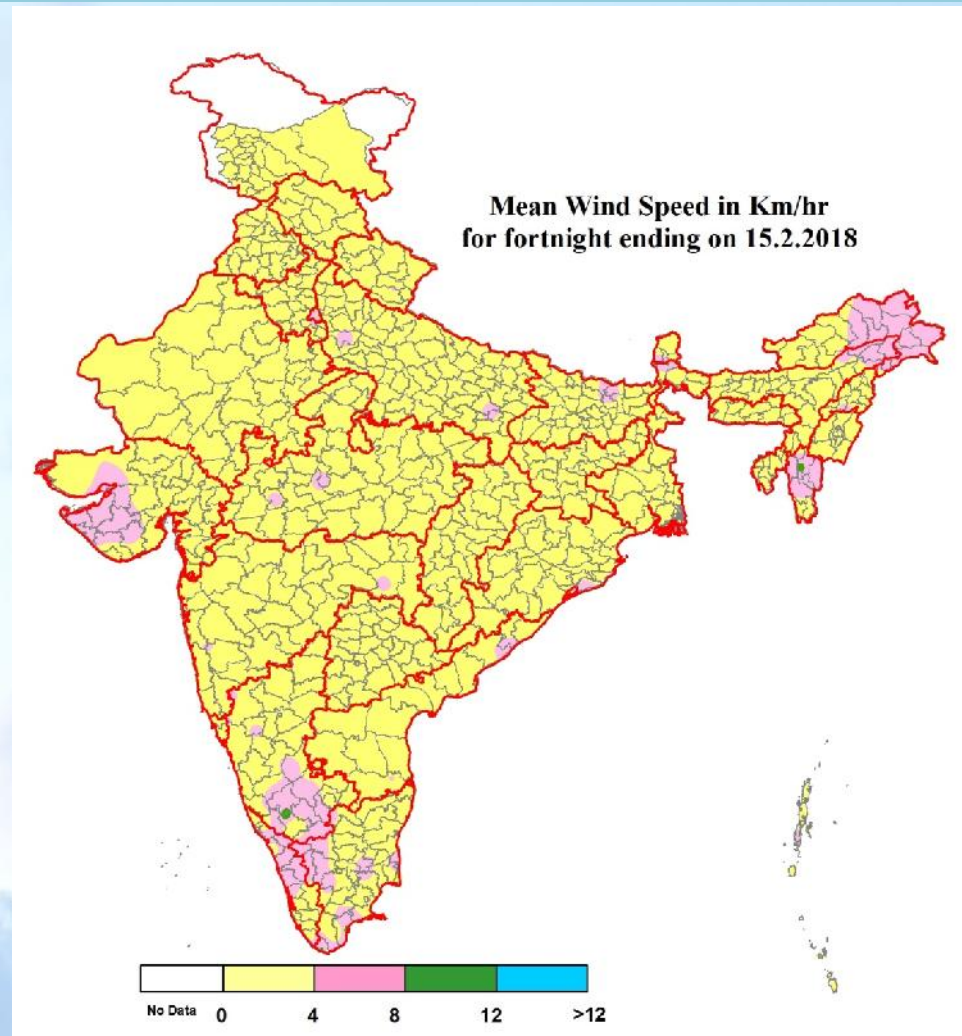 Mean Wind Speed in Km/hr
for fortnight ending on 15.2.2018
No Data 0 4 8 12 >12